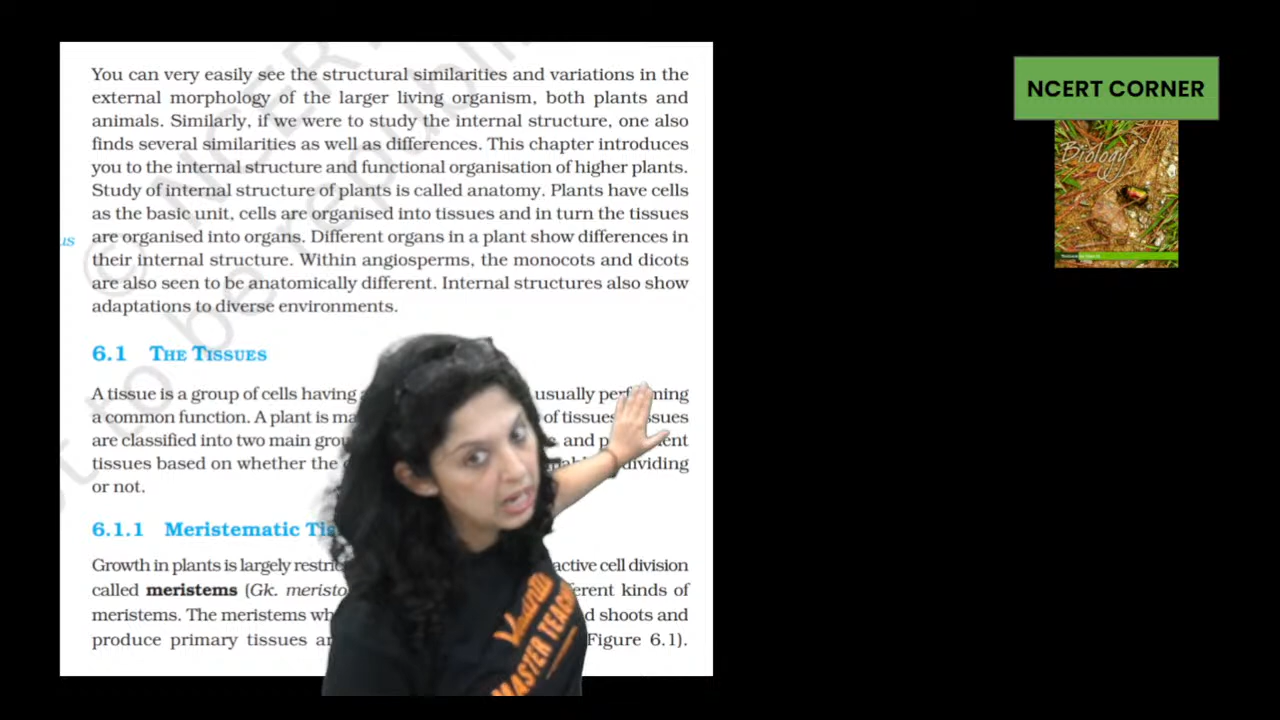 You can very easily see the structural similarities and variations in the
external morphology of the larger living organism, both plants and
animals. Similarly, if we were to study the internal structure, one also
finds several similarities as well as differences. This chapter introduces
you to the internal structure and functional organisation of higher plants.
Study of internal structure of plants is called anatomy. Plants have cells
as the basic unit, cells are organised into tissues and in turn the tissues
us
are organised into organs. Different organs in a plant show differences in
their internal structure. Within angiosperms, the monocots and dicots
are also seen to be anatomically different. Internal structures also show
adaptations to diverse environments.
6.1 THE TISSUES
A tissue is a group of cells having usually
a common function. A plant is of
are classified into two main and
tissues based on whether the dividing
or not.
6.1.1 Meristematic
Growth in plants is largely active cell division
called meristems (Gk. kinds of
meristems. The meristems shoots and
produce primary tissues Figure 6.1).
NCERT CORNER
Biology
Vedantu
MASTER
© NCERT
to be